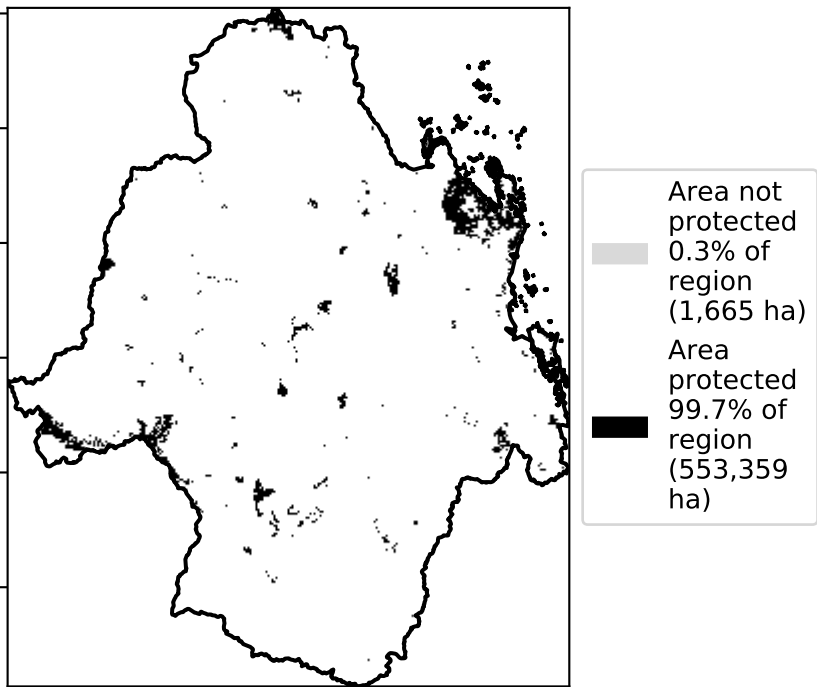 Area not
protected
0.3% of
region
(1,665 ha)
Area
protected
99.7% of
region
(553,359
ha)